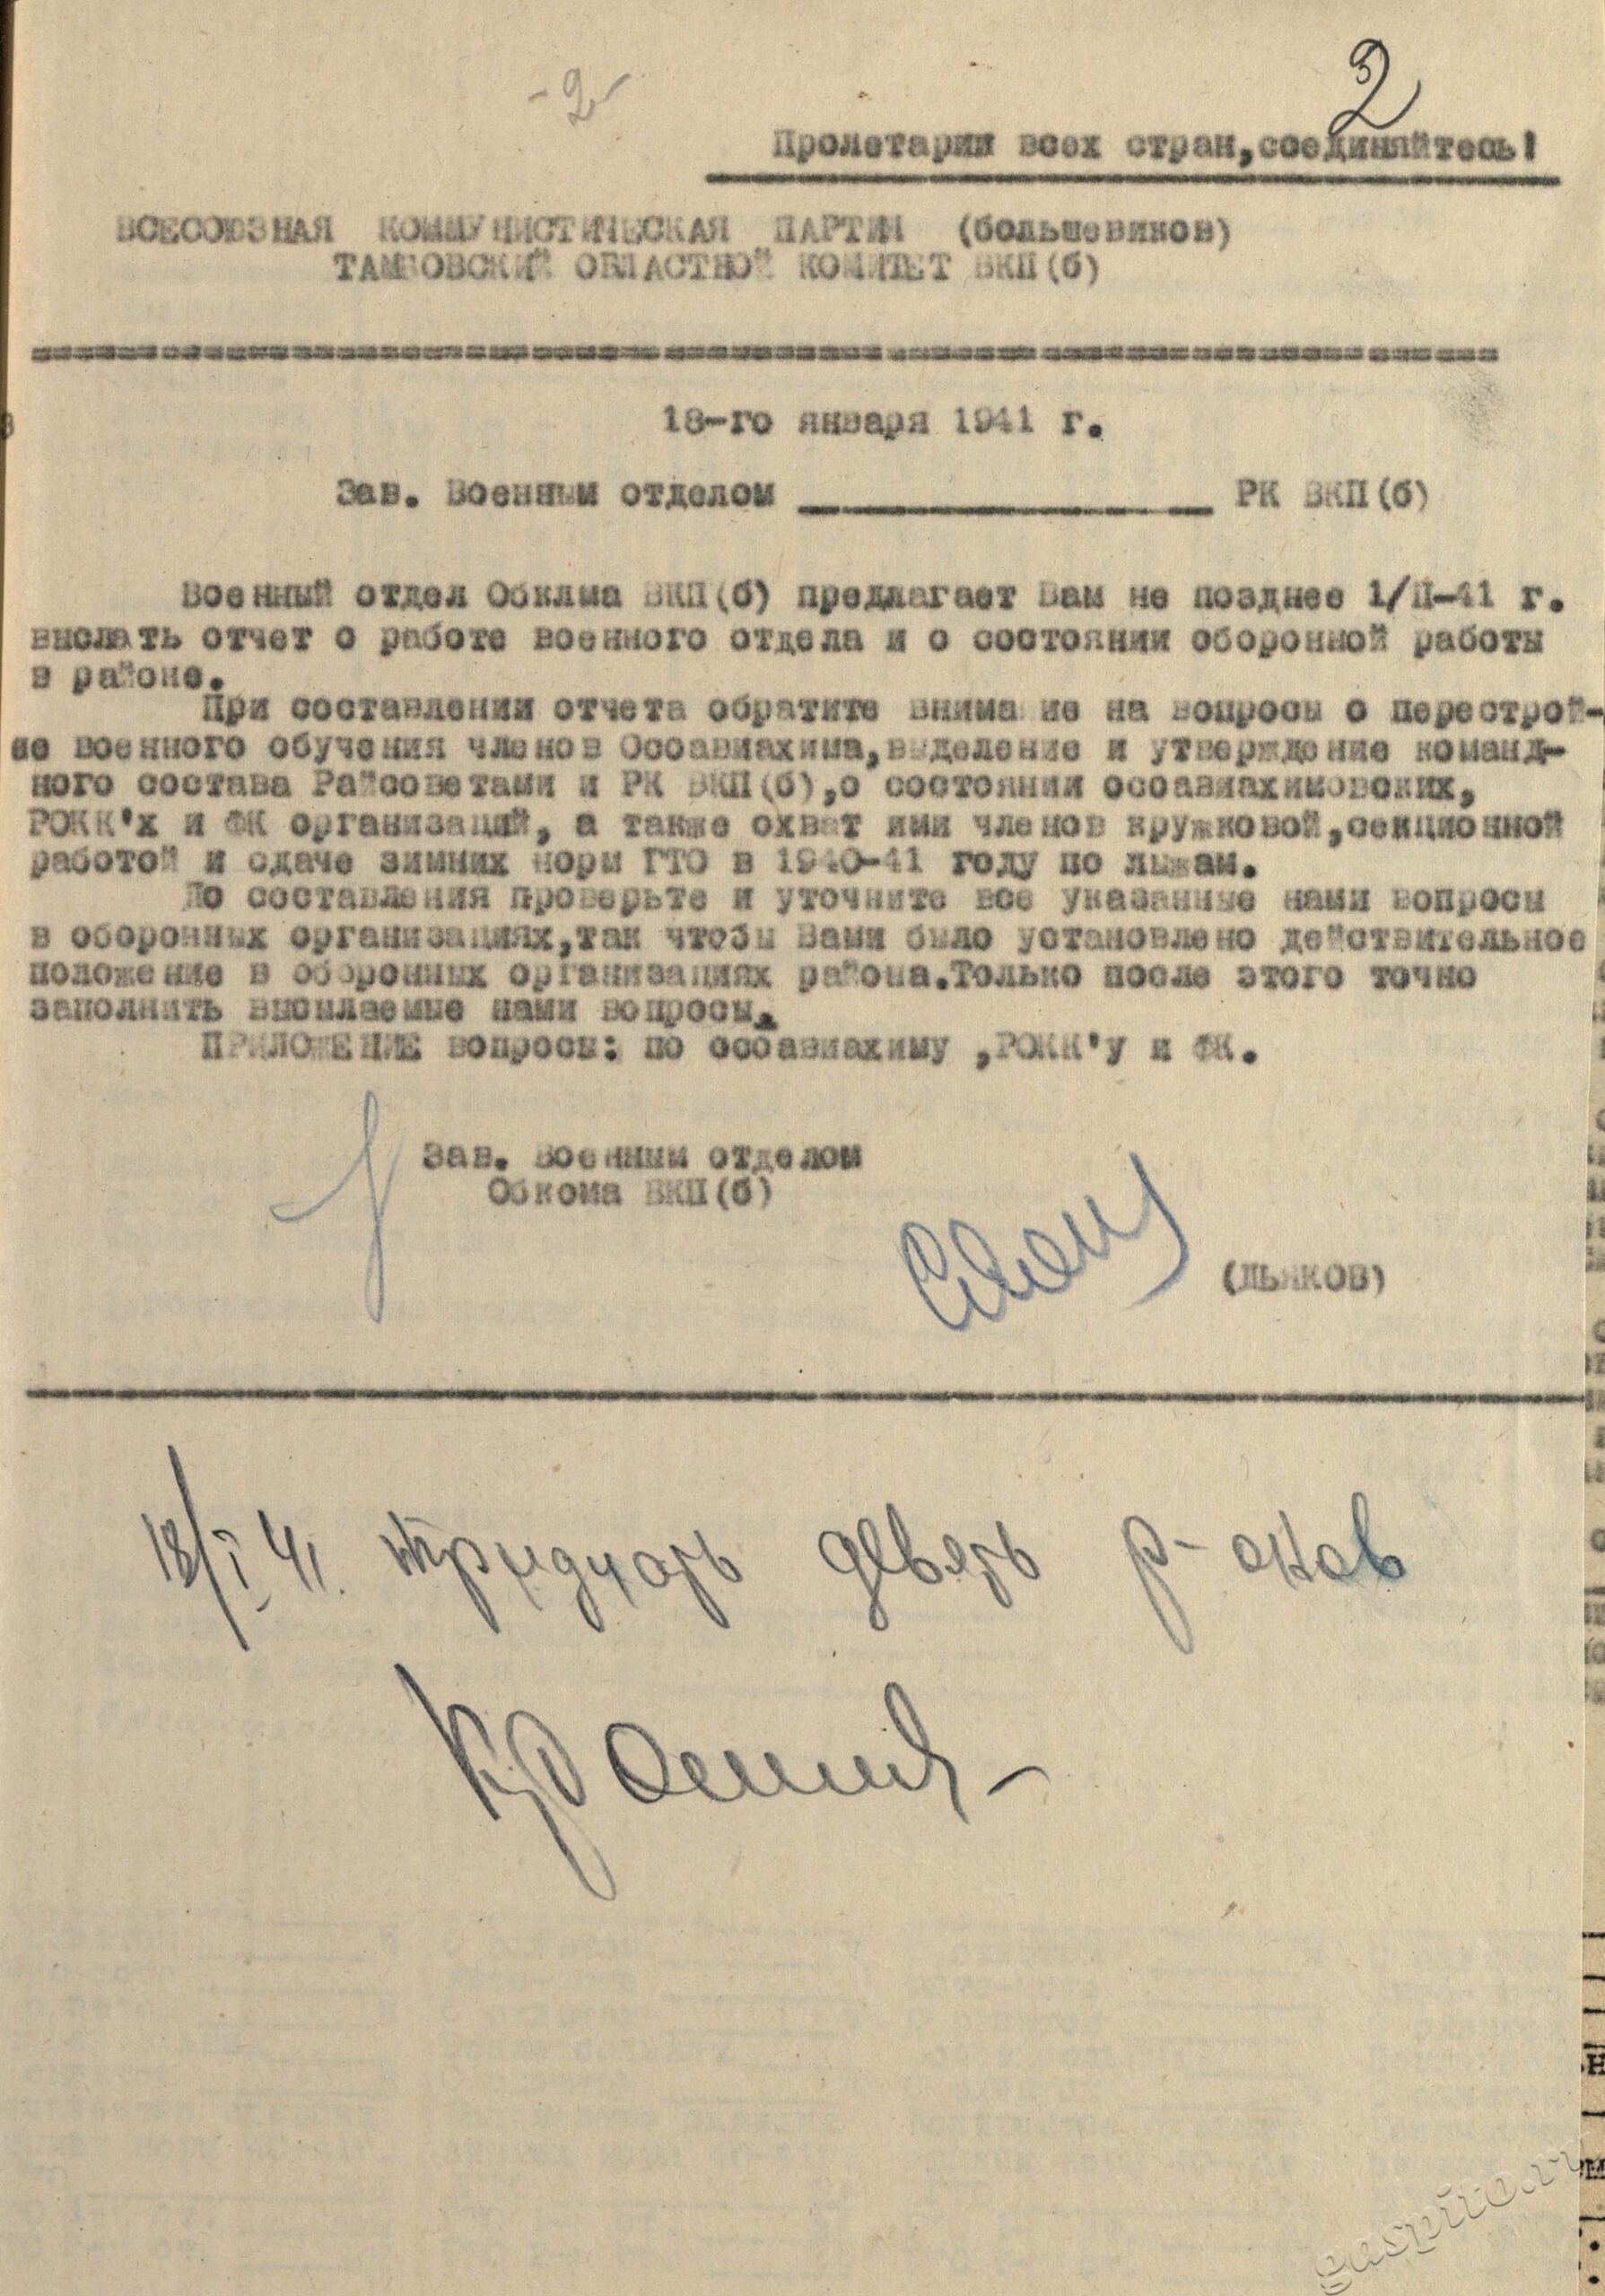 -2-
2
Пролетарии всех стран,соединяйтесь!
ВСЕСОЮЗНАЯ КОММУНИСТИЧЕСКАЯ ПАРТИЯ (большевиков)
ТАМБОВСКИЙ ОБЛАСТНОЙ КОМИТЕТ ВКП(б)
18-го января 1941 г.
Зав. Военным отделом ____________ РК ВКП(б)
Военный отдел Обклма ВКП(б) предлагает Вам не позднее 1/II-41 г.
выслать отчет о работе военного отдела и о состоянии оборонной работы
в районе.
При составлении отчета обратите внимание на вопросы о перестрой-
ке военного обучения членов Осоавиахима,выделение и утверждение команд-
ного состава Райсоветами и РК ВКП(б),о состоянии осоавиахимовских,
РОКК'х и ФК организаций, а также охват ими членов кружковой,секционной
работой и сдаче зимних норм ГТО в 1940-41 году по лыжам.
До составления проверьте и уточните все указанные нами вопросы
в оборонных организациях,так чтобы Вами было установлено действительное
положение в оборонных организациях района.Только после этого точно
заполнить высылаемые нами вопросы.
ПРИЛОЖЕНИЕ вопросы: по осоавиахиму ,РОКК'у и ФК.
Зав. Военным отделом
Обкома ВКП(б)
(ДЬЯКОВ)
18/I 41. тридцать девять р-онов
gaspito.ru